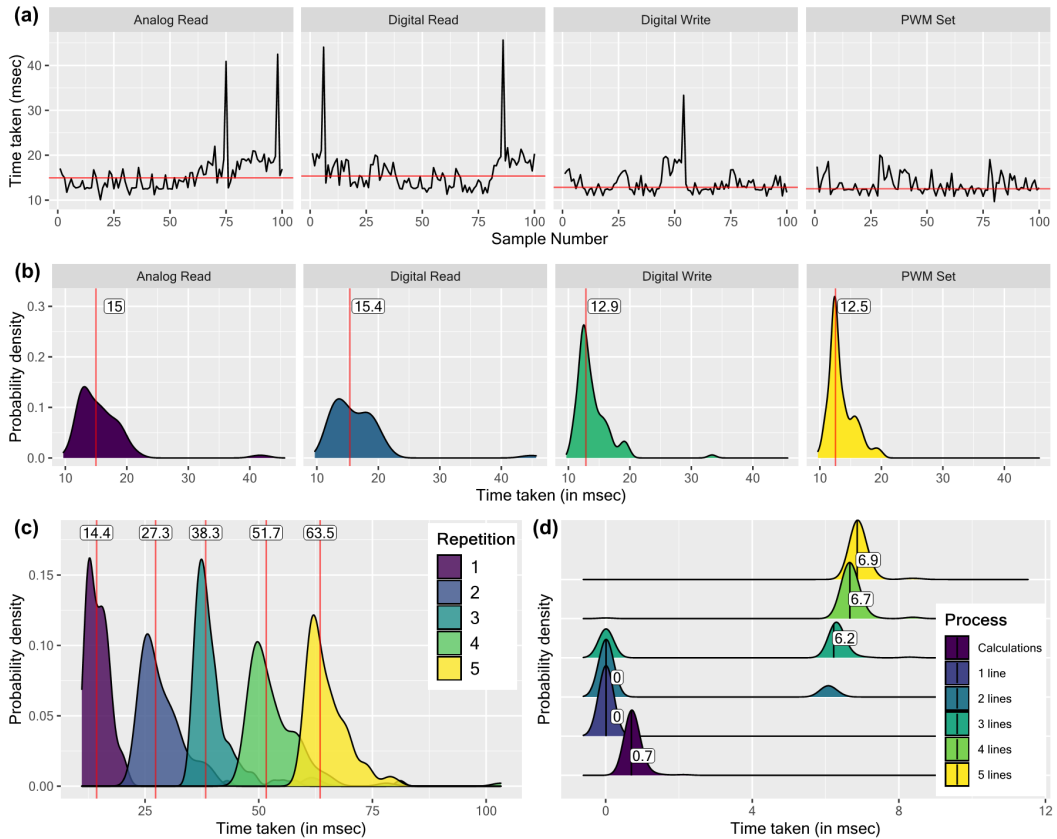 (a)
Analog Read
Digital Read
Digital Write
PWM Set
Time taken (msec)
40
30
20
10
0 25 50 75 100
0 25 50 75 100
0 25 50 75 100
0 25 50 75 100
Sample Number
(b)
Analog Read
Digital Read
Digital Write
PWM Set
Probability density
0.3
0.2
0.1
0.0
15
15.4
12.9
12.5
10 20 30 40
10 20 30 40
10 20 30 40
10 20 30 40
Time taken (in msec)
(c)
Probability density
0.15
0.10
0.05
0.00
14.4
27.3
38.3
51.7
63.5
Repetition
1
2
3
4
5
25 50 75 100
Time taken (in msec)
(d)
Probability density
6.9
6.7
6.2
0
0
0.7
Process
Calculations
1 line
2 lines
3 lines
4 lines
5 lines
0 4 8 12
Time taken (in msec)